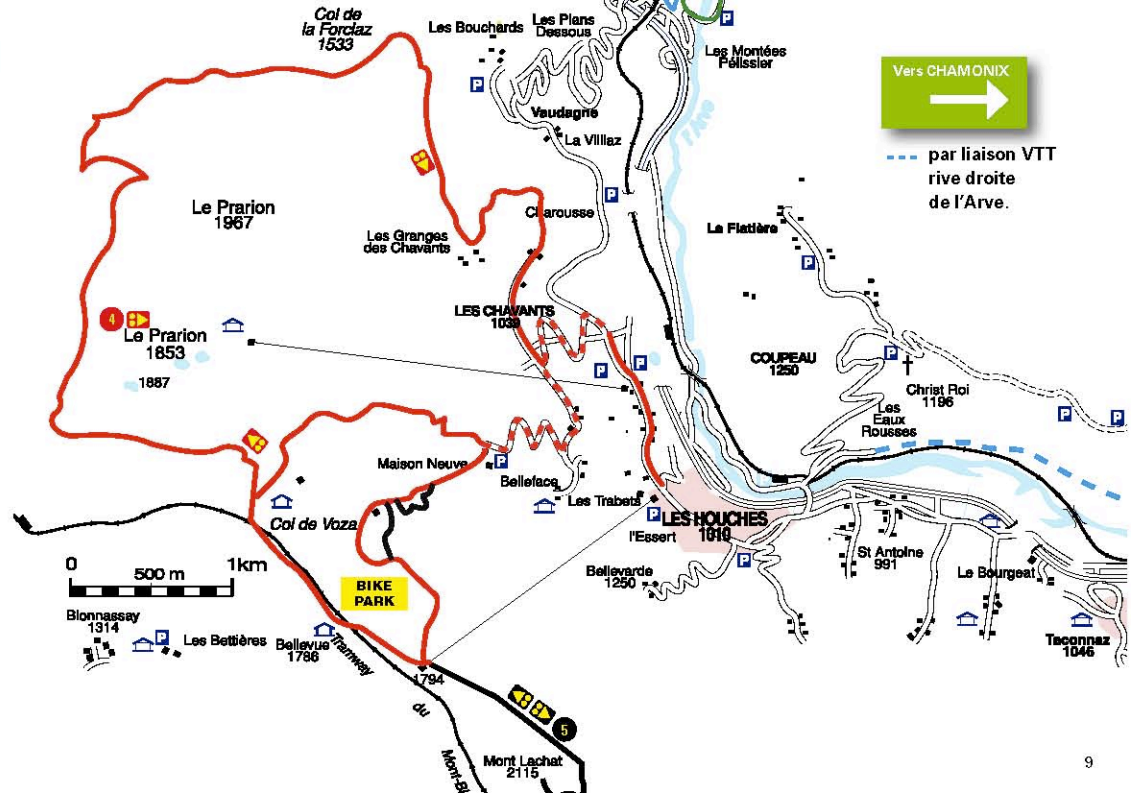 Col de
la Forclaz
1533
Les Bouchards
Les Plans
Dessous
P
Les Montées
Pélissier
P
l'Arve
Vers CHAMONIX
par liaison VTT
rive droite
de l'Arve.
Vaudagne
La Villiaz
P
Charousse
Le Prarion
1967
Les Granges
des Chavants
La Flatière
P
LES CHAVANTS
1039
4
Le Prarion
1853
1887
COUPEAU
1250
P
P
P
Christ Roi
1196
Les
Eaux
Rousses
P
P
Maison Neuve
P
Belleface
Les Trabets
Col de Voza
P
LES HOUCHES
1010
l'Essert
St Antoine
991
P
Bellevarde
1250
Le Bourgeat
Taconnaz
1046
0
500 m
1km
BIKE
PARK
Bionnassay
1314
P
Les Bettières
Bellevue
1786
Tramway
du
Mont-Bl
1794
5
Mont Lachat
2115
9